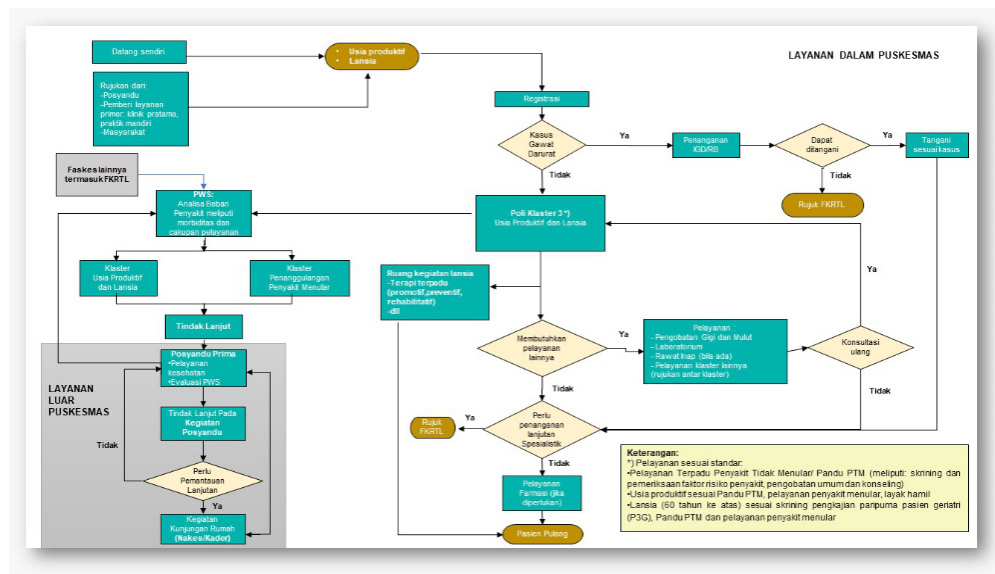 Datang sendiri
• Usia produktif
• Lansia
LAYANAN DALAM PUSKESMAS
Rujukan dari:
-Posyandu
-Pemberi layanan
primer: klinik pratama,
praktik mandiri
-Masyarakat
Registrasi
Kasus
Gawat
Darurat
Ya
Penanganan
IGD/RB
Dapat
ditangani
Ya
Tangani
sesuai kasus
Tidak
Tidak
Rujuk FKRTL
Faskes lainnya
termasuk FKRTL
PWS:
Analisa Beban
Penyakit meliputi
morbiditas dan
cakupan pelayanan
Poli Klaster 3 *)
Usia Produktif dan Lansia
Klaster
Usia Produktif
dan Lansia
Klaster
Penanggulangan
Penyakit Menular
Ruang kegiatan lansia
-Terapi terpadu
(promotif,preventif,
rehabilitatif)
-dll
Ya
Tindak Lanjut
Membutuhkan
pelayanan
lainnya
Ya
Pelayanan :
- Pengobatan Gigi dan Mulut
- Laboratorium
- Rawat Inap (bila ada)
- Pelayanan klaster lainnya
(rujukan antar klaster)
Konsultasi
ulang
Tidak
Tidak
LAYANAN
LUAR
PUSKESMAS
Posyandu Prima
•Pelayanan
kesehatan
•Evaluasi PWS
Tindak Lanjut Pada
Kegiatan
Posyandu
Tidak
Perlu
Pemantauan
Lanjutan
Ya
Kegiatan
Kunjungan Rumah
(Nakes/Kader)
Rujuk
FKRTL
Ya
Perlu
penanganan
lanjutan
Spesialistik
Tidak
Pelayanan
Farmasi (jika
diperlukan)
Pasien Pulang
Keterangan:
*) Pelayanan sesuai standar:
•Pelayanan Terpadu Penyakit Tidak Menular/ Pandu PTM (meliputi: skrining dan
pemeriksaan faktor risiko penyakit, pengobatan umum dan konseling)
•Usia produktif sesuai Pandu PTM, pelayanan penyakit menular, layak hamil
•Lansia (60 tahun ke atas) sesuai skrining pengkajian paripurna pasien geriatri
(P3G), Pandu PTM dan pelayanan penyakit menular